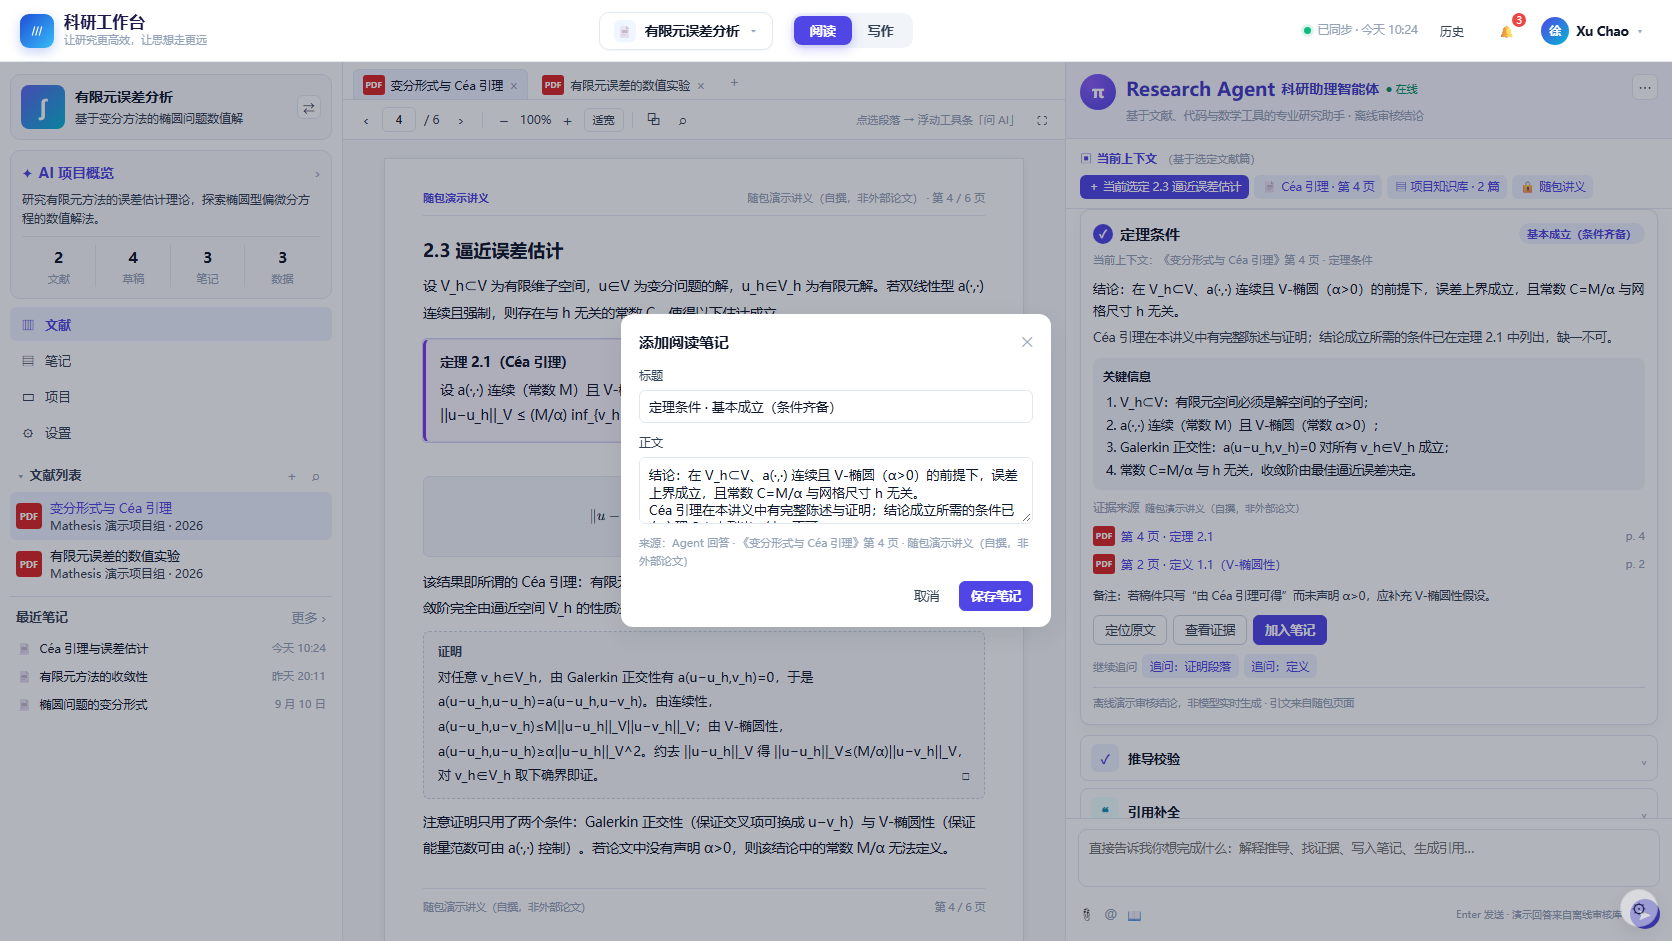 科研工作台
让研究更高效，让思想走更远
有限元误差分析
阅读
写作
已同步 · 今天 10:24
历史
3
徐
Xu Chao
有限元误差分析
基于变分方法的椭圆问题数值解
AI 项目概览
研究有限元方法的误差估计理论，探索椭圆型偏微分方
程的数值解法。
2
4
3
3
文献
草稿
笔记
数据
文献
笔记
项目
设置
文献列表
PDF
变分形式与 Céa 引理
Mathesis 演示项目组 · 2026
PDF
有限元误差的数值实验
Mathesis 演示项目组 · 2026
最近笔记
更多 ›
Céa 引理与误差估计
今天 10:24
有限元方法的收敛性
昨天 20:11
椭圆问题的变分形式
9 月 10 日
PDF 变分形式与 Céa 引理 ×
PDF 有限元误差的数值实验 ×
+
‹ 4 / 6 ›
− 100% +
适宽
点选段落 → 浮动工具条「问 AI」
随包演示讲义
随包演示讲义（自撰，非外部论文） · 第 4 / 6 页
2.3 逼近误差估计
设 V_h⊂V 为有限维子空间，u∈V 为变分问题的解，u_h∈V_h 为有限元解。若双线性型 a(·,·)
连续且强制，则存在与 h 无关的常数 C，使得以下估计成立
定理 2.1（Céa 引理）
设 a(·,·) 连续（常数 M）且 V-
||u−u_h||_V ≤ (M/α) inf_{v_h
‖u −
该结果即所谓的 Céa 引理：有限元
敛阶完全由逼近空间 V_h 的性质
证明
对任意 v_h∈V_h，由 Galerkin 正交性有 a(u−u_h,v_h)=0，于是
a(u−u_h,u−u_h)=a(u−u_h,u−v_h)。由连续性，
a(u−u_h,u−v_h)≤M||u−u_h||_V||u−v_h||_V；由 V-椭圆性，
a(u−u_h,u−u_h)≥α||u−u_h||_V^2。约去 ||u−u_h||_V 得 ||u−u_h||_V≤(M/α)||u−v_h||_V，
对 v_h∈V_h 取下确界即证。 □
注意证明只用了两个条件：Galerkin 正交性（保证交叉项可换成 u−v_h）与 V-椭圆性（保证
能量范数可由 a(·,·) 控制）。若论文中没有声明 α>0，则该结论中的常数 M/α 无法定义。
随包演示讲义（自撰，非外部论文）
第 4 / 6 页
添加阅读笔记
×
标题
定理条件 · 基本成立（条件齐备）
正文
结论：在 V_h⊂V、a(·,·) 连续且 V-椭圆（α>0）的前提下，误差
上界成立，且常数 C=M/α 与网格尺寸 h 无关。
Céa 引理在本讲义中有完整陈述与证明；结论成立所需的条件已
来源：Agent 回答 · 《变分形式与 Céa 引理》第 4 页 · 随包演示讲义（自撰，非
外部论文）
取消
保存笔记
π
Research Agent 科研助理智能体 ● 在线
基于文献、代码与数学工具的专业研究助手 · 离线审核结论
当前上下文 （基于选定文献篇）
+ 当前选定 2.3 逼近误差估计
Céa 引理 · 第 4 页
项目知识库 · 2 篇
随包讲义
定理条件
基本成立（条件齐备）
当前上下文：《变分形式与 Céa 引理》第 4 页 · 定理条件
结论：在 V_h⊂V、a(·,·) 连续且 V-椭圆（α>0）的前提下，误差上界成立，且常数 C=M/α 与网
格尺寸 h 无关。
Céa 引理在本讲义中有完整陈述与证明；结论成立所需的条件已在定理 2.1 中列出，缺一不可。
关键信息
1. V_h⊂V：有限元空间必须是解空间的子空间；
2. a(·,·) 连续（常数 M）且 V-椭圆（常数 α>0）；
3. Galerkin 正交性：a(u−u_h,v_h)=0 对所有 v_h∈V_h 成立；
4. 常数 C=M/α 与 h 无关，收敛阶由最佳逼近误差决定。
证据来源 随包演示讲义（自撰，非外部论文）
PDF 第 4 页 · 定理 2.1
p. 4
PDF 第 2 页 · 定义 1.1（V-椭圆性）
p. 2
备注：若稿件只写“由 Céa 引理可得”而未声明 α>0，应补充 V-椭圆性假设。
定位原文
查看证据
加入笔记
继续追问
追问：证明段落
追问：定义
离线演示审核结论，非模型实时生成 · 引文来自随包页面
推导校验
引用补全
直接告诉我你想完成什么：解释推导、找证据、写入笔记、生成引用...
@
Enter 发送 · 演示回答来自离线审核库